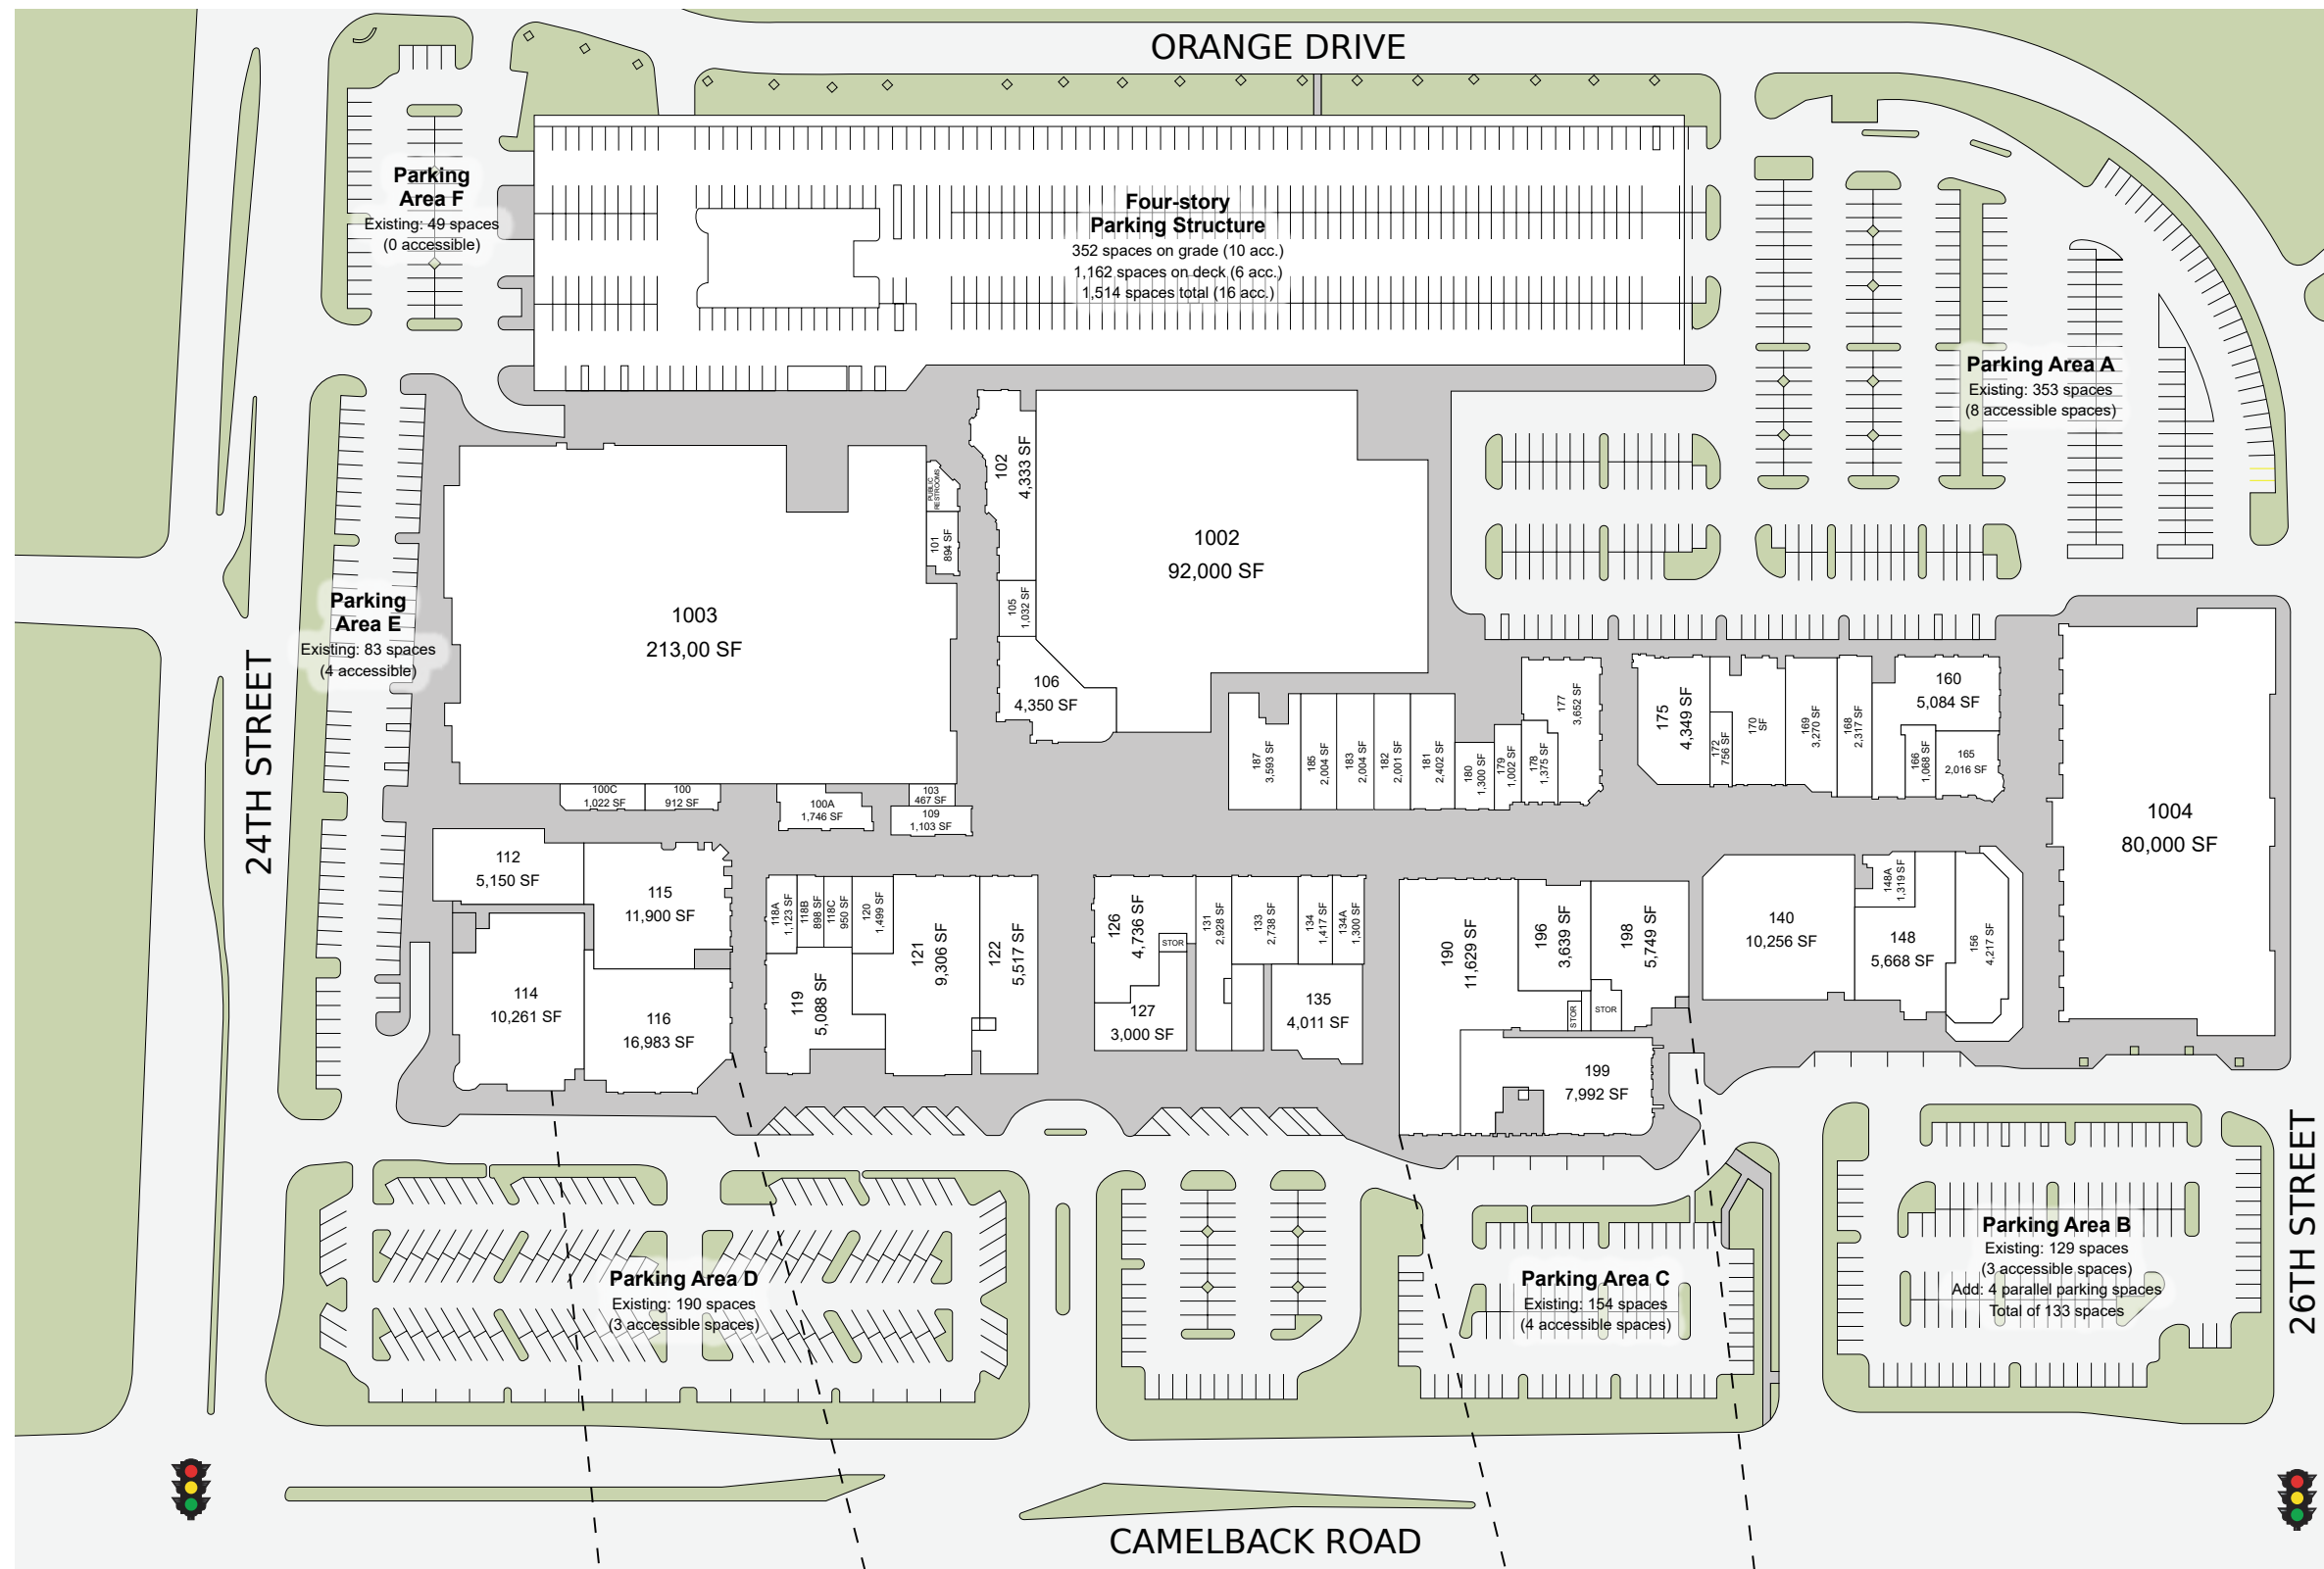 ORANGE DRIVE
Parking
Area F
Existing: 49 spaces
(0 accessible)
Four-story
Parking Structure
352 spaces on grade (10 acc.)
1,162 spaces on deck (6 acc.)
1,514 spaces total (16 acc.)
Parking Area A
Existing: 353 spaces
(8 accessible spaces)
Parking
Area E
Existing: 83 spaces
(4 accessible)
24TH STREET
1003
213,00 SF
PUBLIC
RESTROOMS
101
894 SF
102
4,333 SF
105
1,032 SF
106
4,350 SF
1002
92,000 SF
187
3,593 SF
185
2,004 SF
183
2,004 SF
182
2,001 SF
181
2,402 SF
180
1,300 SF
179
1,002 SF
178
1,375 SF
177
3,652 SF
175
4,349 SF
172
756 SF
170
SF
169
3,270 SF
168
2,317 SF
160
5,084 SF
166
1,068 SF
165
2,016 SF
1004
80,000 SF
100C
1,022 SF
100
912 SF
100A
1,746 SF
103
467 SF
109
1,103 SF
112
5,150 SF
115
11,900 SF
114
10,261 SF
116
16,983 SF
118A
1,123 SF
118B
898 SF
118C
950 SF
120
1,499 SF
119
5,088 SF
121
9,306 SF
122
5,517 SF
126
4,736 SF
STOR
127
3,000 SF
131
2,928 SF
133
2,738 SF
134
1,417 SF
134A
1,300 SF
135
4,011 SF
190
11,629 SF
196
3,639 SF
198
5,749 SF
STOR
STOR
199
7,992 SF
140
10,256 SF
148A
1,319 SF
148
5,668 SF
156
4,217 SF
26TH STREET
Parking Area D
Existing: 190 spaces
(3 accessible spaces)
Parking Area C
Existing: 154 spaces
(4 accessible spaces)
Parking Area B
Existing: 129 spaces
(3 accessible spaces)
Add: 4 parallel parking spaces
Total of 133 spaces
CAMELBACK ROAD